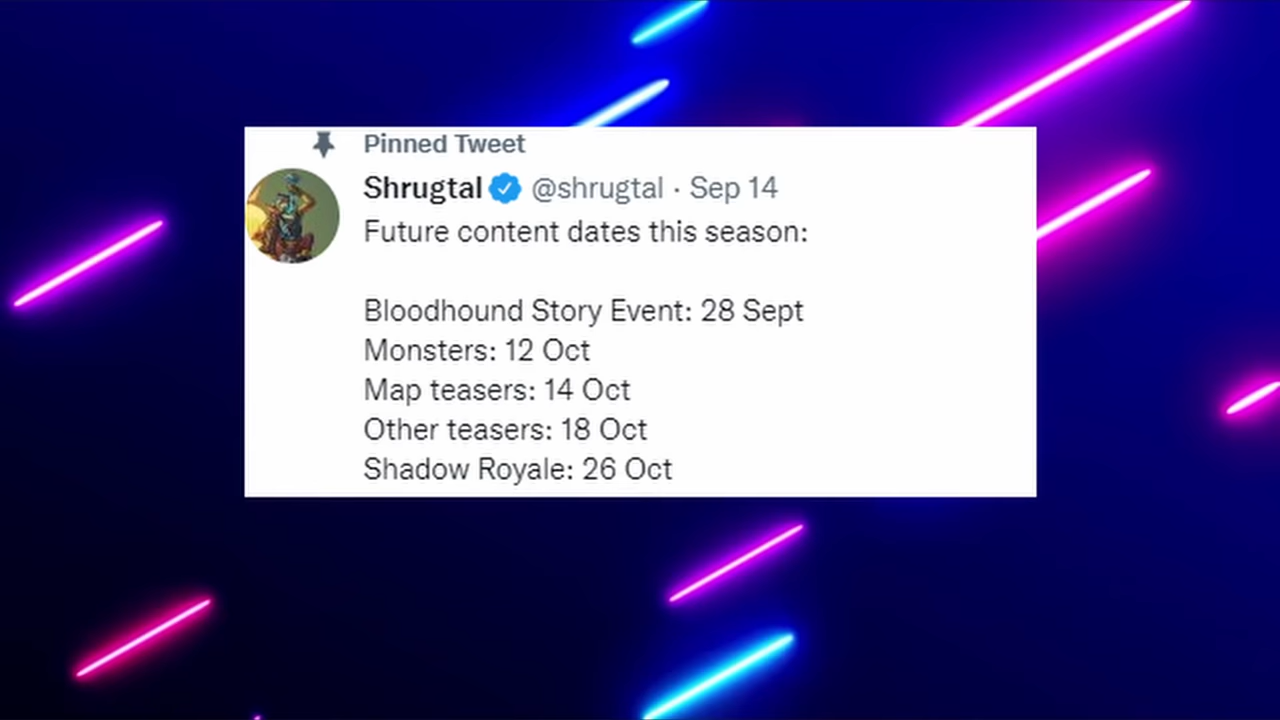 Pinned Tweet
Shrugtal @shrugtal · Sep 14
Future content dates this season:
Bloodhound Story Event: 28 Sept
Monsters: 12 Oct
Map teasers: 14 Oct
Other teasers: 18 Oct
Shadow Royale: 26 Oct